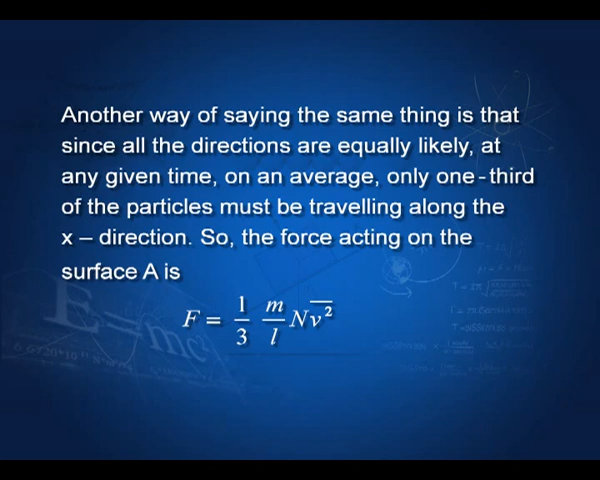 Another way of saying the same thing is that
since all the directions are equally likely, at
any given time, on an average, only one-third
of the particles must be travelling along the
x – direction. So, the force acting on the
surface A is
F = 1/3 m/l N v̅²
E=mc²